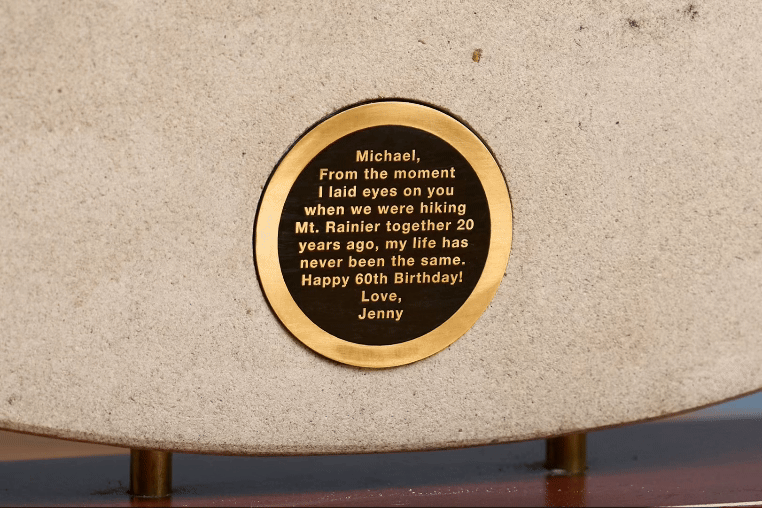 Michael,
From the moment
I laid eyes on you
when we were hiking
Mt. Rainier together 20
years ago, my life has
never been the same.
Happy 60th Birthday!
Love,
Jenny